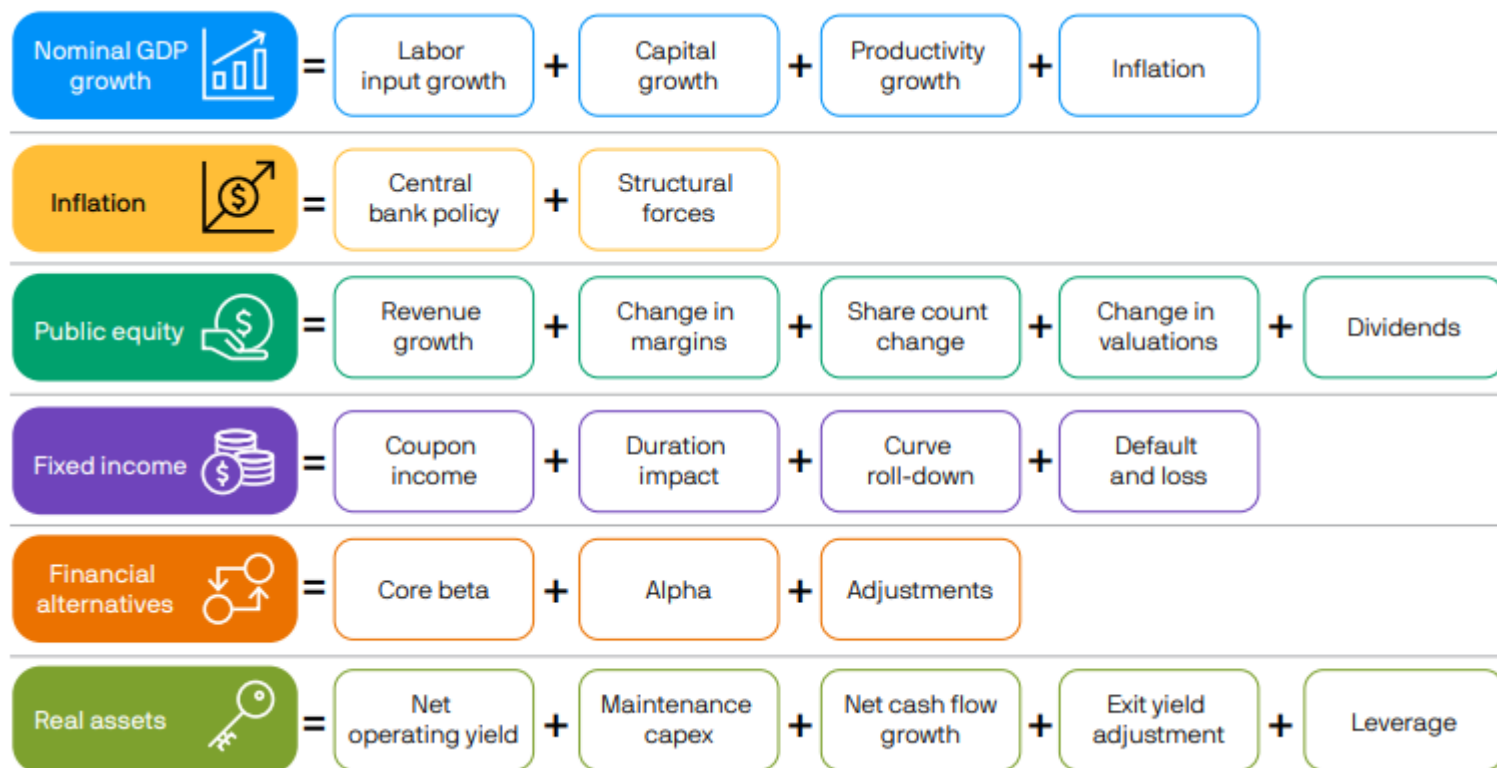 Nominal GDP
growth
=
Labor
input growth
+
Capital
growth
+
Productivity
growth
+
Inflation
Inflation
$
=
Central
bank policy
+
Structural
forces
Public equity
$
=
Revenue
growth
+
Change in
margins
+
Share count
change
+
Change in
valuations
+
Dividends
Fixed income
$
=
Coupon
income
+
Duration
impact
+
Curve
roll-down
+
Default
and loss
Financial
alternatives
=
Core beta
+
Alpha
+
Adjustments
Real assets
=
Net
operating yield
+
Maintenance
capex
+
Net cash flow
growth
+
Exit yield
adjustment
+
Leverage